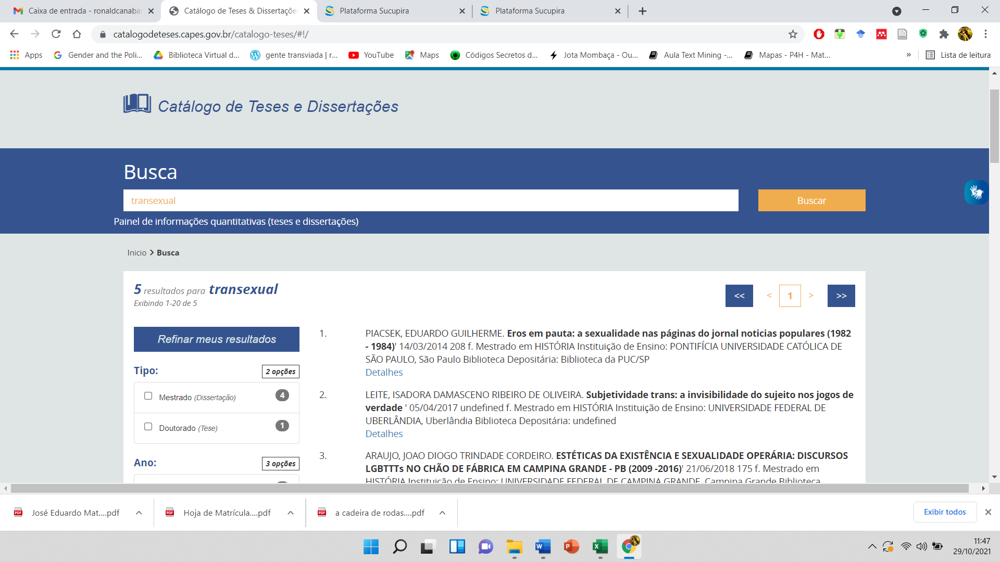 Caixa de entrada - ronaldcanabar
Catálogo de Teses & Dissertaçõe
Plataforma Sucupira
Plataforma Sucupira
catalogodeteses.capes.gov.br/catalogo-teses/#!/
Apps
Gender and the Poli...
Biblioteca Virtual d...
gente transviada | r...
YouTube
Maps
Códigos Secretos d...
Jota Mombaça - Ou...
Aula Text Mining -...
Mapas - P4H - Mat...
»
Lista de leitura
Catálogo de Teses e Dissertações
Busca
transexual
Buscar
Painel de informações quantitativas (teses e dissertações)
Inicio > Busca
5 resultados para transexual
Exibindo 1-20 de 5
<< < 1 > >>
Refinar meus resultados
Tipo: 2 opções
Mestrado (Dissertação) 4
Doutorado (Tese) 1
Ano: 3 opções
1. PIACSEK, EDUARDO GUILHERME. Eros em pauta: a sexualidade nas páginas do jornal noticias populares (1982
- 1984)' 14/03/2014 208 f. Mestrado em HISTÓRIA Instituição de Ensino: PONTIFÍCIA UNIVERSIDADE CATÓLICA DE
SÃO PAULO, São Paulo Biblioteca Depositária: Biblioteca da PUC/SP
Detalhes
2. LEITE, ISADORA DAMASCENO RIBEIRO DE OLIVEIRA. Subjetividade trans: a invisibilidade do sujeito nos jogos de
verdade ' 05/04/2017 undefined f. Mestrado em HISTÓRIA Instituição de Ensino: UNIVERSIDADE FEDERAL DE
UBERLÂNDIA, Uberlândia Biblioteca Depositária: undefined
Detalhes
3. ARAUJO, JOAO DIOGO TRINDADE CORDEIRO. ESTÉTICAS DA EXISTÊNCIA E SEXUALIDADE OPERÁRIA: DISCURSOS
LGBTTTs NO CHÃO DE FÁBRICA EM CAMPINA GRANDE - PB (2009 -2016)' 21/06/2018 175 f. Mestrado em
HISTÓRIA Instituição de Ensino: UNIVERSIDADE FEDERAL DE CAMPINA GRANDE, Campina Grande Biblioteca
José Eduardo Mat....pdf
Hoja de Matrícula....pdf
a cadeira de rodas....pdf
Exibir todos
11:47
29/10/2021